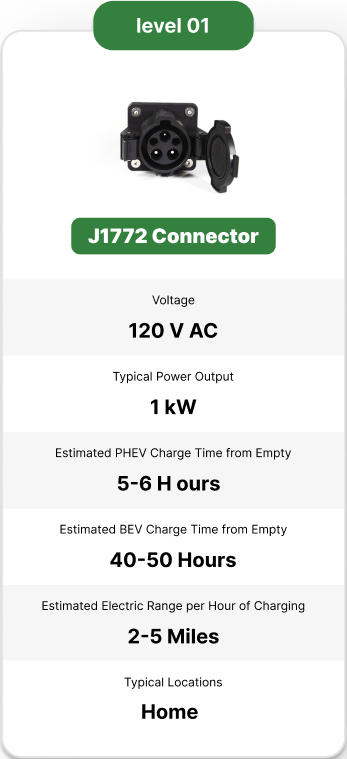 level 01
J1772 Connector
Voltage
120 V AC
Typical Power Output
1 kW
Estimated PHEV Charge Time from Empty
5-6 H ours
Estimated BEV Charge Time from Empty
40-50 Hours
Estimated Electric Range per Hour of Charging
2-5 Miles
Typical Locations
Home